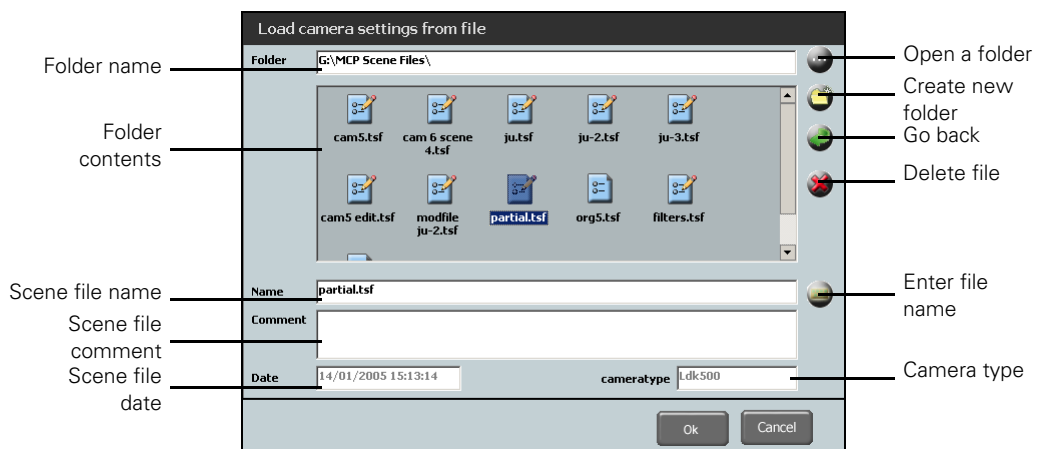 Load camera settings from file
Folder name
Folder
G:\MCP Scene Files\
Open a folder
Create new
folder
Go back
Delete file
Folder
contents
cam5.tsf
cam 6 scene
4.tsf
ju.tsf
ju-2.tsf
ju-3.tsf
cam5 edit.tsf
modfile
ju-2.tsf
partial.tsf
org5.tsf
filters.tsf
Scene file name
Name
partial.tsf
Enter file
name
Scene file
comment
Comment
Scene file
date
Date
14/01/2005 15:13:14
cameratype
Ldk500
Camera type
Ok
Cancel